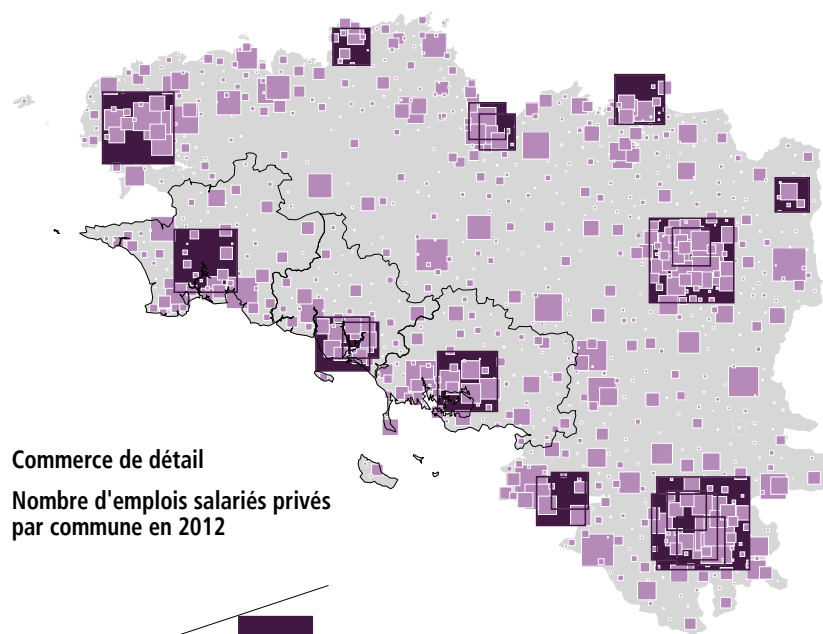 Commerce de détail
Nombre d'emplois salariés privés
par commune en 2012